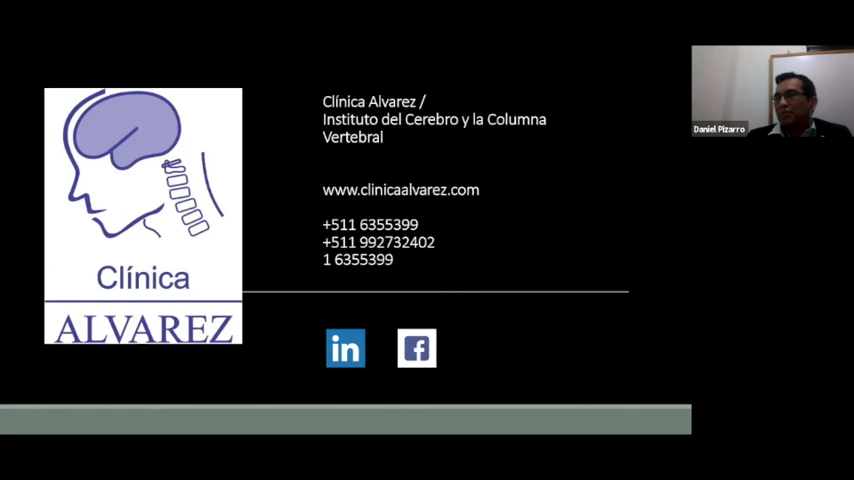 Clínica
ALVAREZ
Clínica Alvarez /
Instituto del Cerebro y la Columna
Vertebral
www.clinicaalvarez.com
+511 6355399
+511 992732402
1 6355399
in
f
Daniel Pizarro